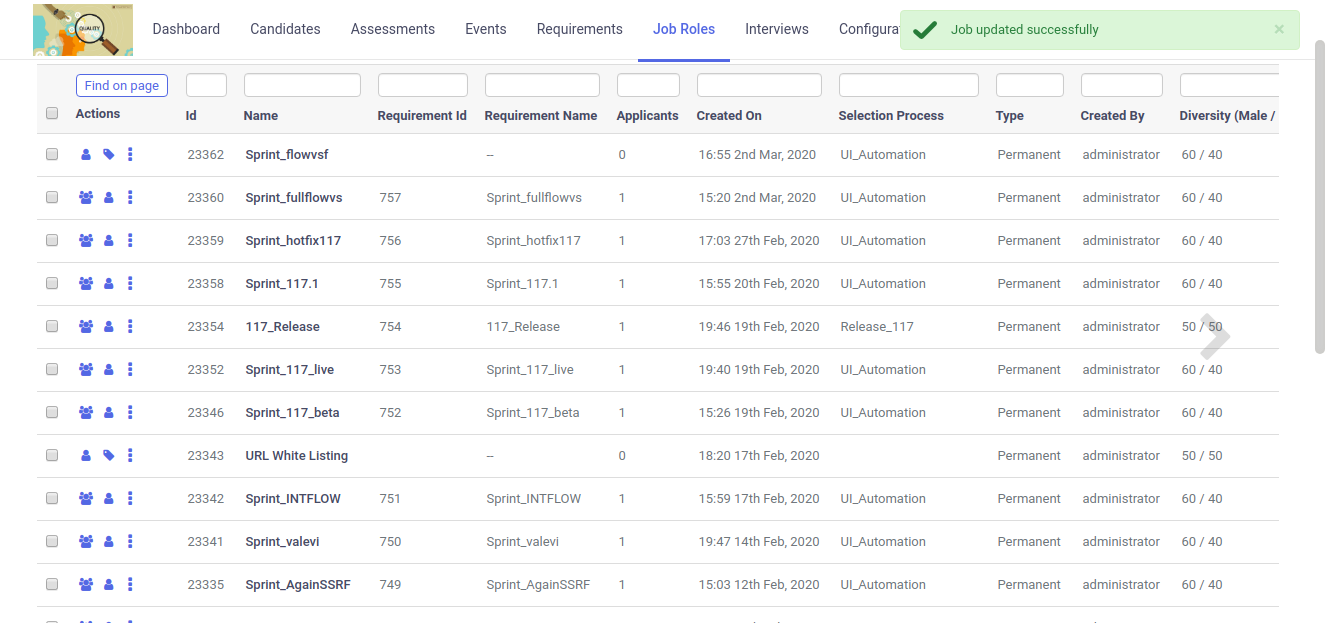 QUALITY
Dashboard Candidates Assessments Events Requirements Job Roles Interviews Configura
Job updated successfully ×
Find on page
Actions Id Name Requirement Id Requirement Name Applicants Created On Selection Process Type Created By Diversity (Male /
23362 Sprint_flowvsf -- 0 16:55 2nd Mar, 2020 UI_Automation Permanent administrator 60 / 40
23360 Sprint_fullflowvs 757 Sprint_fullflowvs 1 15:20 2nd Mar, 2020 UI_Automation Permanent administrator 60 / 40
23359 Sprint_hotfix117 756 Sprint_hotfix117 1 17:03 27th Feb, 2020 UI_Automation Permanent administrator 60 / 40
23358 Sprint_117.1 755 Sprint_117.1 1 15:55 20th Feb, 2020 UI_Automation Permanent administrator 60 / 40
23354 117_Release 754 117_Release 1 19:46 19th Feb, 2020 Release_117 Permanent administrator 50 / 50
23352 Sprint_117_live 753 Sprint_117_live 1 19:40 19th Feb, 2020 UI_Automation Permanent administrator 60 / 40
23346 Sprint_117_beta 752 Sprint_117_beta 1 15:26 19th Feb, 2020 UI_Automation Permanent administrator 60 / 40
23343 URL White Listing -- 0 18:20 17th Feb, 2020 Permanent administrator 50 / 50
23342 Sprint_INTFLOW 751 Sprint_INTFLOW 1 15:59 17th Feb, 2020 UI_Automation Permanent administrator 60 / 40
23341 Sprint_valevi 750 Sprint_valevi 1 19:47 14th Feb, 2020 UI_Automation Permanent administrator 60 / 40
23335 Sprint_AgainSSRF 749 Sprint_AgainSSRF 1 15:03 12th Feb, 2020 UI_Automation Permanent administrator 60 / 40